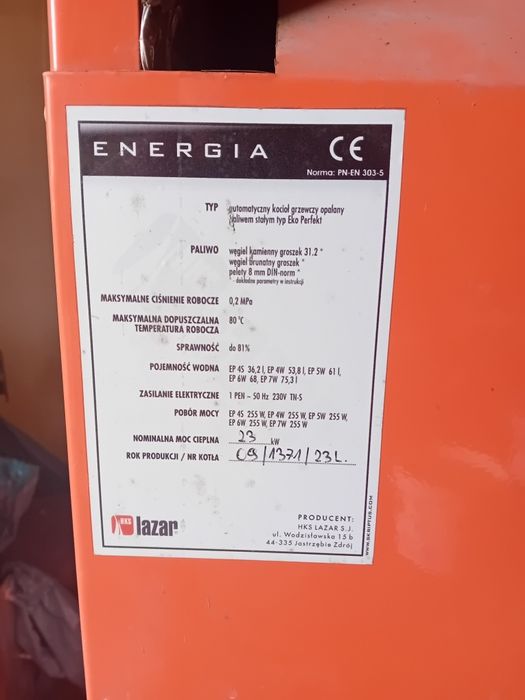 ENERGIA CE
Norma: PN-EN 303-5
TYP automatyczny kocioł grzewczy opalany
paliwem stałym typ Eko Perfekt
PALIWO węgiel kamienny groszek 31.2 *
węgiel brunatny groszek *
pelety 8 mm DIN-norm *
* dokładne parametry w instrukcji
MAKSYMALNE CIŚNIENIE ROBOCZE 0,2 MPa
MAKSYMALNA DOPUSZCZALNA 80 °C
TEMPERATURA ROBOCZA
SPRAWNOŚĆ do 81%
POJEMNOŚĆ WODNA EP 4S 36,2 l, EP 4W 53,8 l, EP 5W 61 l,
EP 6W 68, EP 7W 75,3 l
ZASILANIE ELEKTRYCZNE 1 PEN ~ 50 Hz 230V TN-S
POBÓR MOCY EP 4S 255 W, EP 4W 255 W, EP 5W 255 W,
EP 6W 255 W, EP 7W 255 W
NOMINALNA MOC CIEPLNA 23 kW
ROK PRODUKCJI / NR KOTŁA 09/1371/23L.
HKS lazar
PRODUCENT:
HKS LAZAR S.J.
ul. Wodzisławska 15 b
44-335 Jastrzębie Zdrój
www.skriptus.com